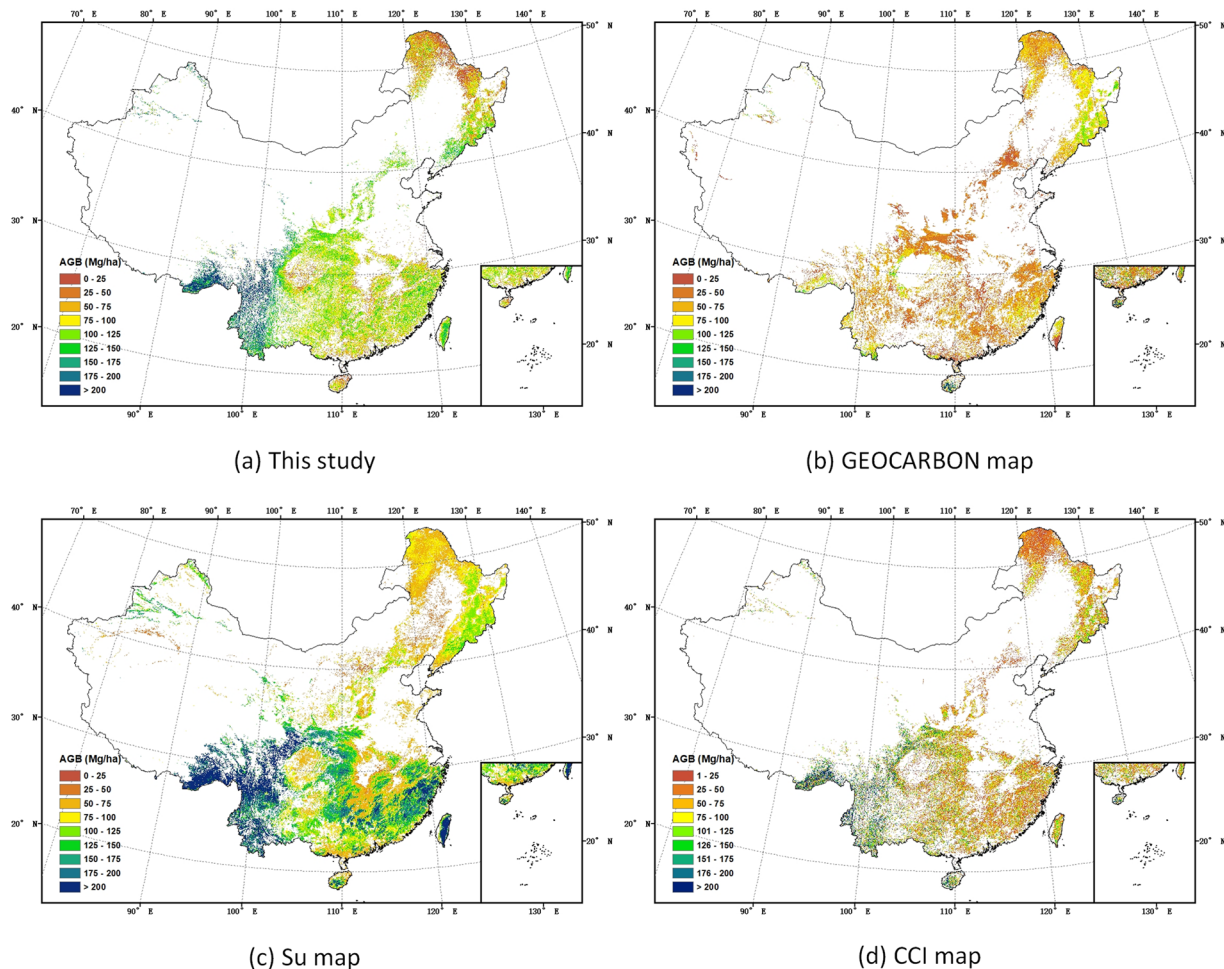 70° E 80° E 90° E 100° E 110° E 120° E 130° E 140° E
50° N
40° N
40° N
30° N
30° N
20° N
20° N
AGB (Mg/ha)
0 - 25
25 - 50
50 - 75
75 - 100
100 - 125
125 - 150
150 - 175
175 - 200
> 200
90° E 100° E 110° E 120° E 130° E
(a) This study
70° E 80° E 90° E 100° E 110° E 120° E 130° E 140° E
50° N
40° N
40° N
30° N
30° N
20° N
20° N
AGB (Mg/ha)
0 - 25
25 - 50
50 - 75
75 - 100
100 - 125
125 - 150
150 - 175
175 - 200
> 200
90° E 100° E 110° E 120° E 130° E
(b) GEOCARBON map
70° E 80° E 90° E 100° E 110° E 120° E 130° E 140° E
50° N
40° N
40° N
30° N
30° N
20° N
20° N
AGB (Mg/ha)
0 - 25
25 - 50
50 - 75
75 - 100
100 - 125
125 - 150
150 - 175
175 - 200
> 200
90° E 100° E 110° E 120° E 130° E
(c) Su map
70° E 80° E 90° E 100° E 110° E 120° E 130° E 140° E
50° N
40° N
40° N
30° N
30° N
20° N
20° N
AGB (Mg/ha)
1 - 25
25 - 50
50 - 75
75 - 100
101 - 125
126 - 150
151 - 175
176 - 200
> 200
90° E 100° E 110° E 120° E 130° E
(d) CCI map